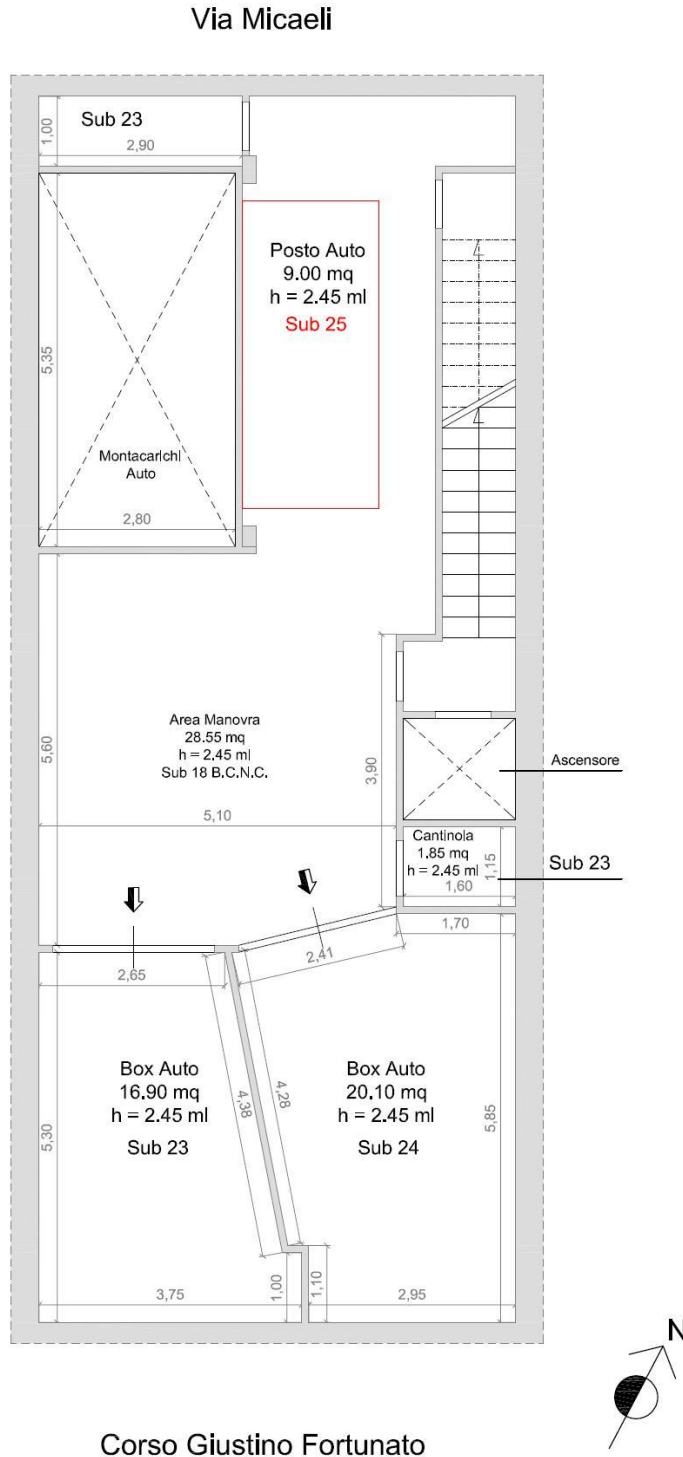 Via Micaeli
Sub 23
1,00
2,90
Posto Auto
9.00 mq
h = 2.45 ml
Sub 25
5,35
Montacarichi
Auto
2,80
Area Manovra
28.55 mq
h = 2.45 ml
Sub 18 B.C.N.C.
5,60
3,90
5,10
Ascensore
Cantinola
1.85 mq
h = 2.45 ml
1,15
1,60
Sub 23
1,70
2,65
2,41
Box Auto
16.90 mq
h = 2.45 ml
Sub 23
4,38
4,28
Box Auto
20.10 mq
h = 2.45 ml
Sub 24
5,30
5,85
3,75
1,00
1,10
2,95
N
Corso Giustino Fortunato